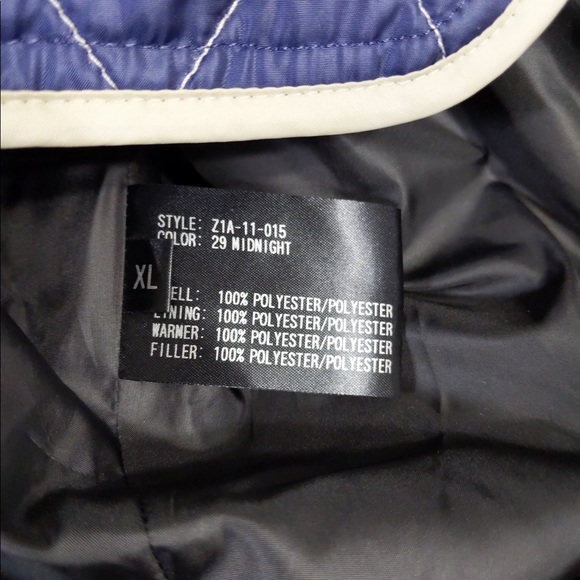 STYLE: Z1A-11-015
COLOR: 29 MIDNIGHT
XL
ELL: 100% POLYESTER/POLYESTER
LINING: 100% POLYESTER/POLYESTER
WARMER: 100% POLYESTER/POLYESTER
FILLER: 100% POLYESTER/POLYESTER